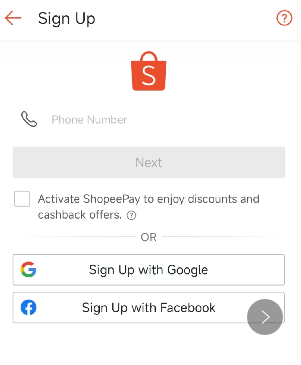 Sign Up
?
S
Phone Number
Next
Activate ShopeePay to enjoy discounts and
cashback offers. ?
OR
G Sign Up with Google
f Sign Up with Facebook